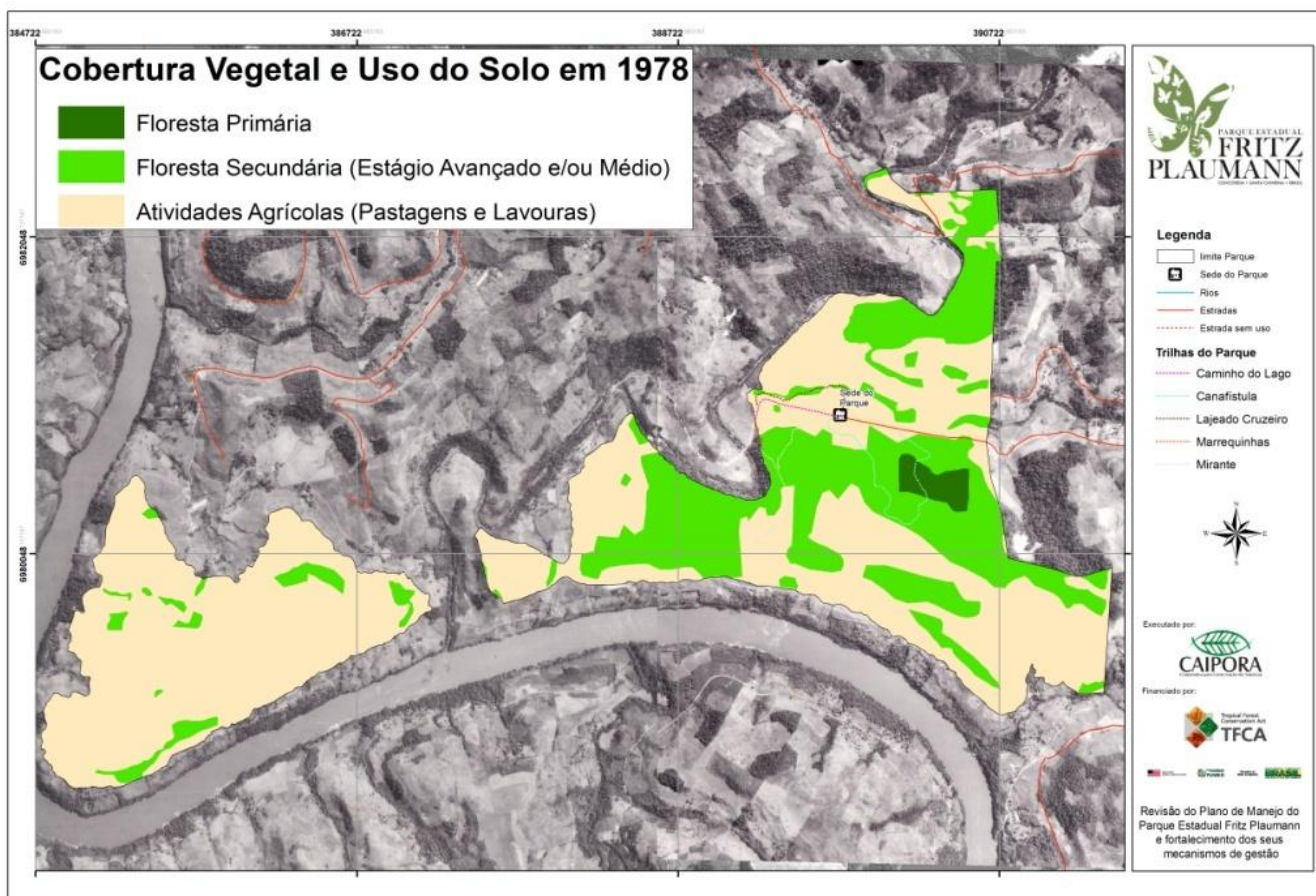 384722
386722
388722
390722
Cobertura Vegetal e Uso do Solo em 1978
Floresta Primária
Floresta Secundária (Estágio Avançado e/ou Médio)
Atividades Agrícolas (Pastagens e Lavouras)
6982048
6980048
Sede do
Parque
PARQUE ESTADUAL
FRITZ
PLAUMANN
CONCÓRDIA • SANTA CATARINA • BRASIL
Legenda
limite Parque
Sede do Parque
Rios
Estradas
Estrada sem uso
Trilhas do Parque
Caminho do Lago
Canafistula
Lajeado Cruzeiro
Marrequinhas
Mirante
N
W
E
S
Executado por:
CAIPORA
Financiado por:
Tropical Forest
Conservation Act
TFCA
BRASIL
Revisão do Plano de Manejo do
Parque Estadual Fritz Plaumann
e fortalecimento dos seus
mecanismos de gestão